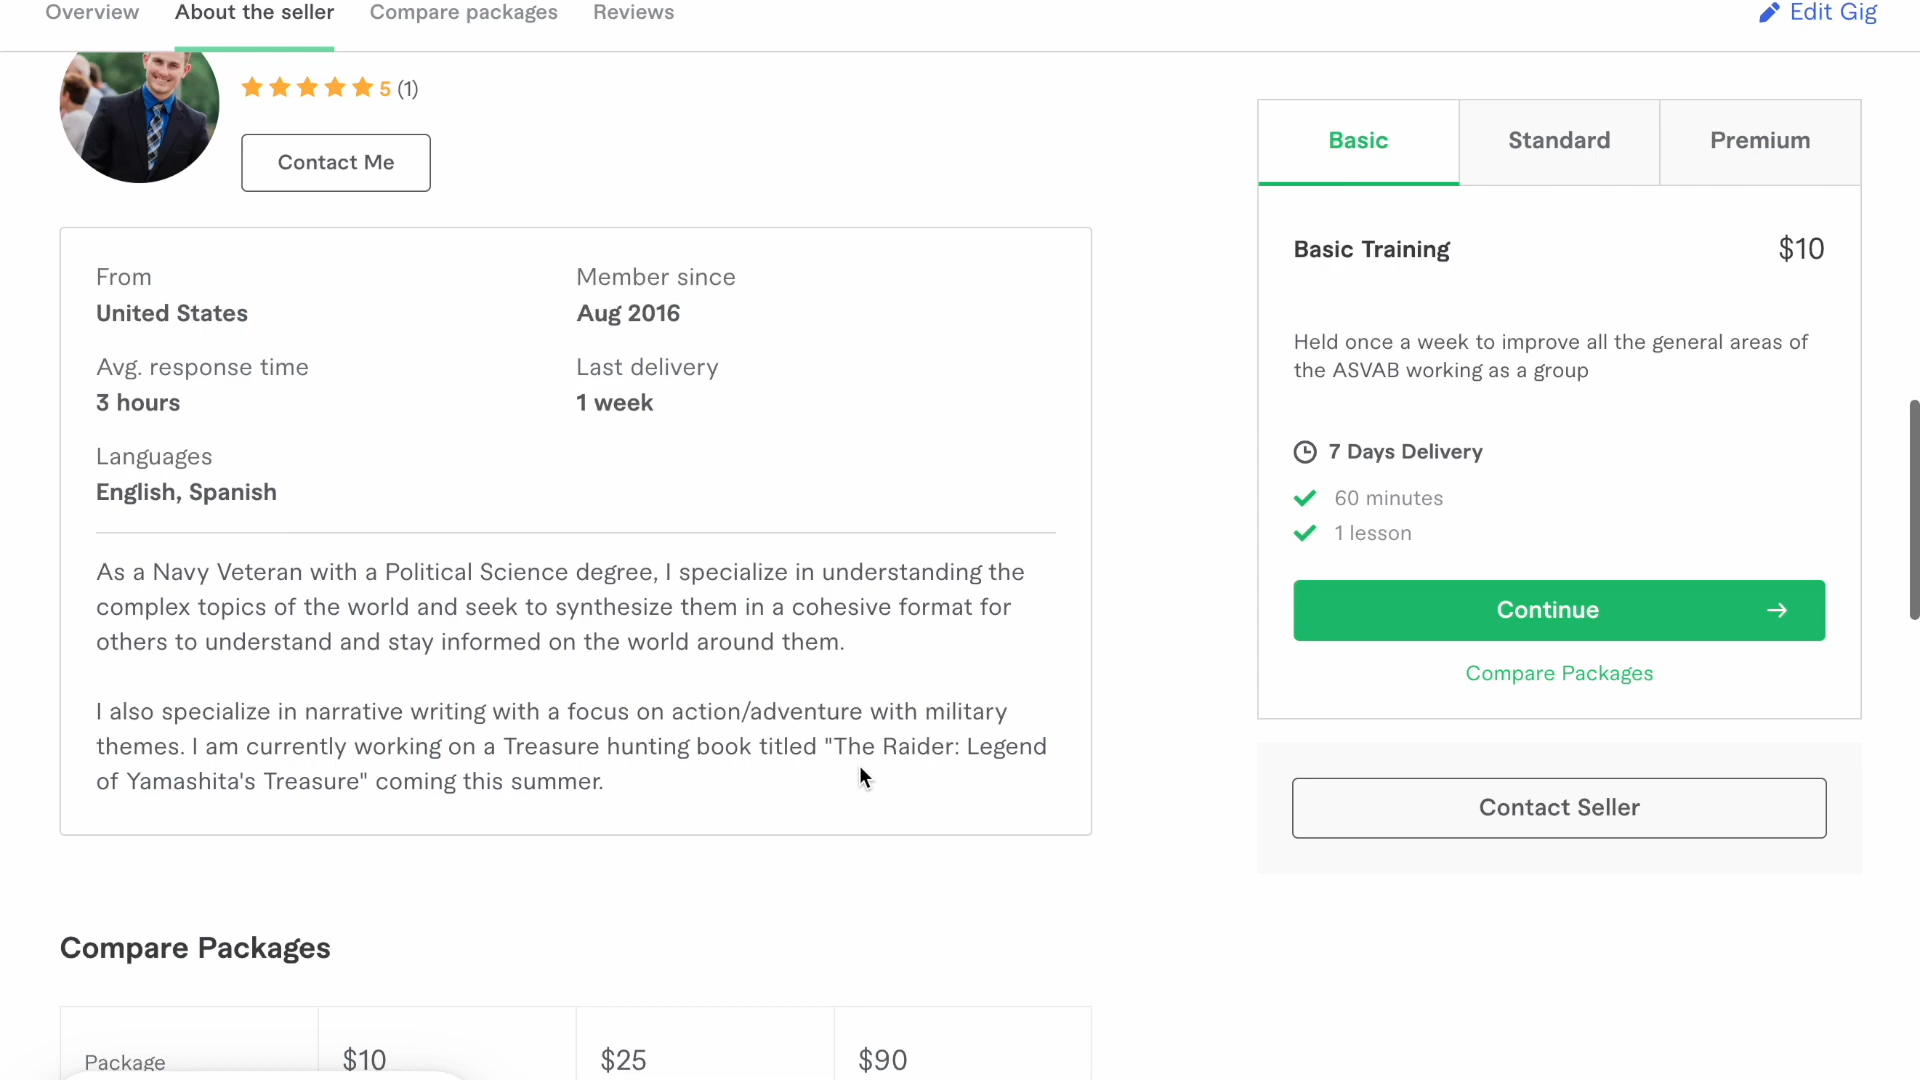 Overview
About the seller
Compare packages
Reviews
Edit Gig
5 (1)
Contact Me
From
United States
Member since
Aug 2016
Avg. response time
3 hours
Last delivery
1 week
Languages
English, Spanish
As a Navy Veteran with a Political Science degree, I specialize in understanding the
complex topics of the world and seek to synthesize them in a cohesive format for
others to understand and stay informed on the world around them.
I also specialize in narrative writing with a focus on action/adventure with military
themes. I am currently working on a Treasure hunting book titled "The Raider: Legend
of Yamashita's Treasure" coming this summer.
Basic
Standard
Premium
Basic Training
$10
Held once a week to improve all the general areas of
the ASVAB working as a group
7 Days Delivery
60 minutes
1 lesson
Continue
Compare Packages
Contact Seller
Compare Packages
Package
$10
$25
$90